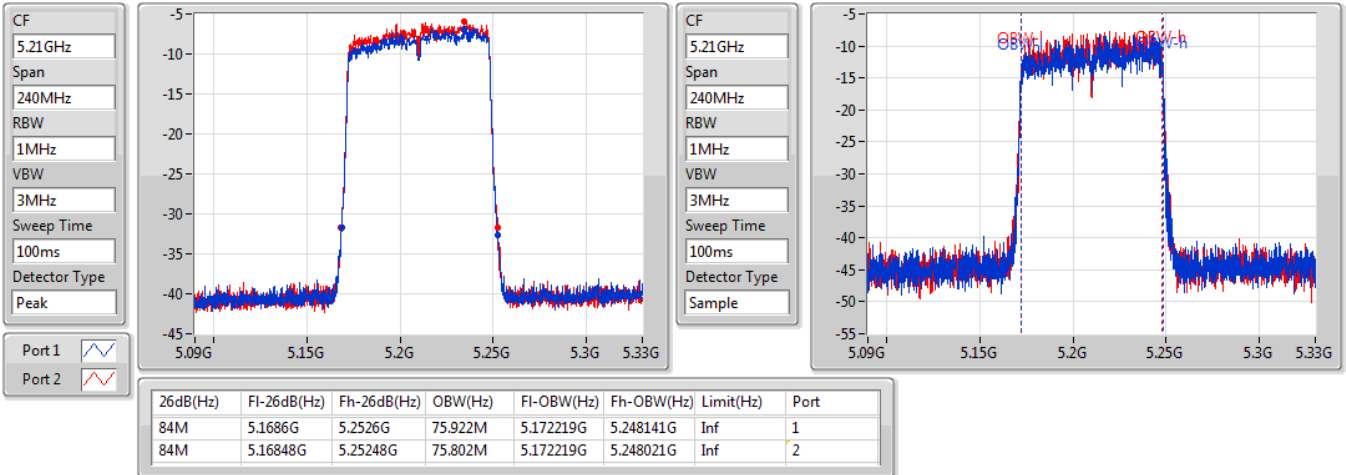 CF
5.21GHz
Span
240MHz
RBW
1MHz
VBW
3MHz
Sweep Time
100ms
Detector Type
Peak
Port 1
Port 2
-5
-10
-15
-20
-25
-30
-35
-40
-45
5.09G 5.15G 5.2G 5.25G 5.3G 5.33G
CF
5.21GHz
Span
240MHz
RBW
1MHz
VBW
3MHz
Sweep Time
100ms
Detector Type
Sample
-5
-10
-15
-20
-25
-30
-35
-40
-45
-50
-55
OBW-h
5.09G 5.15G 5.2G 5.25G 5.3G 5.33G
26dB(Hz) Fl-26dB(Hz) Fh-26dB(Hz) OBW(Hz) Fl-OBW(Hz) Fh-OBW(Hz) Limit(Hz) Port
84M 5.1686G 5.2526G 75.922M 5.172219G 5.248141G Inf 1
84M 5.16848G 5.25248G 75.802M 5.172219G 5.248021G Inf 2